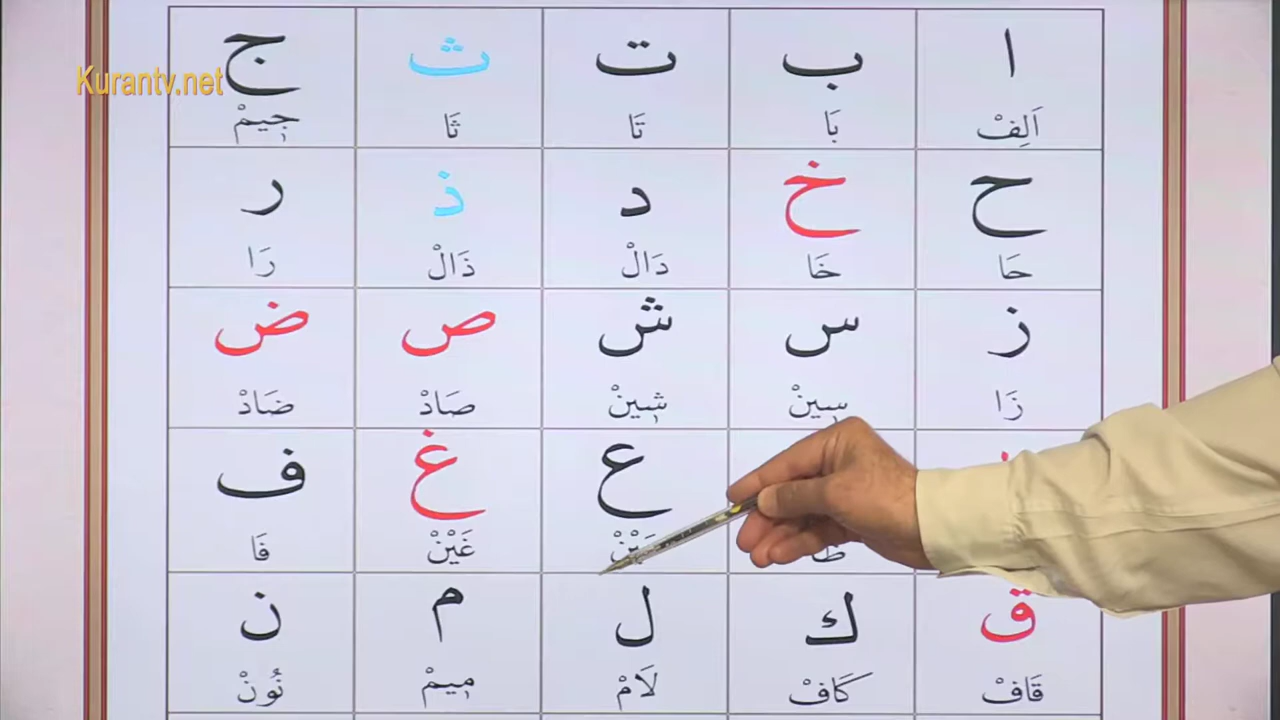 Kurantv.net
ا ب ت ث ج
اَلِفْ بَا تَا ثَا جٖيمْ
ح خ د ذ ر
حَا خَا دَالْ ذَالْ رَا
ز س ش ص ض
زَا سٖينْ شٖينْ صَادْ ضَادْ
ع غ ف
غَيْنْ فَا
ق ك ل م ن
قَافْ كَافْ لَامْ مٖيمْ نُونْ